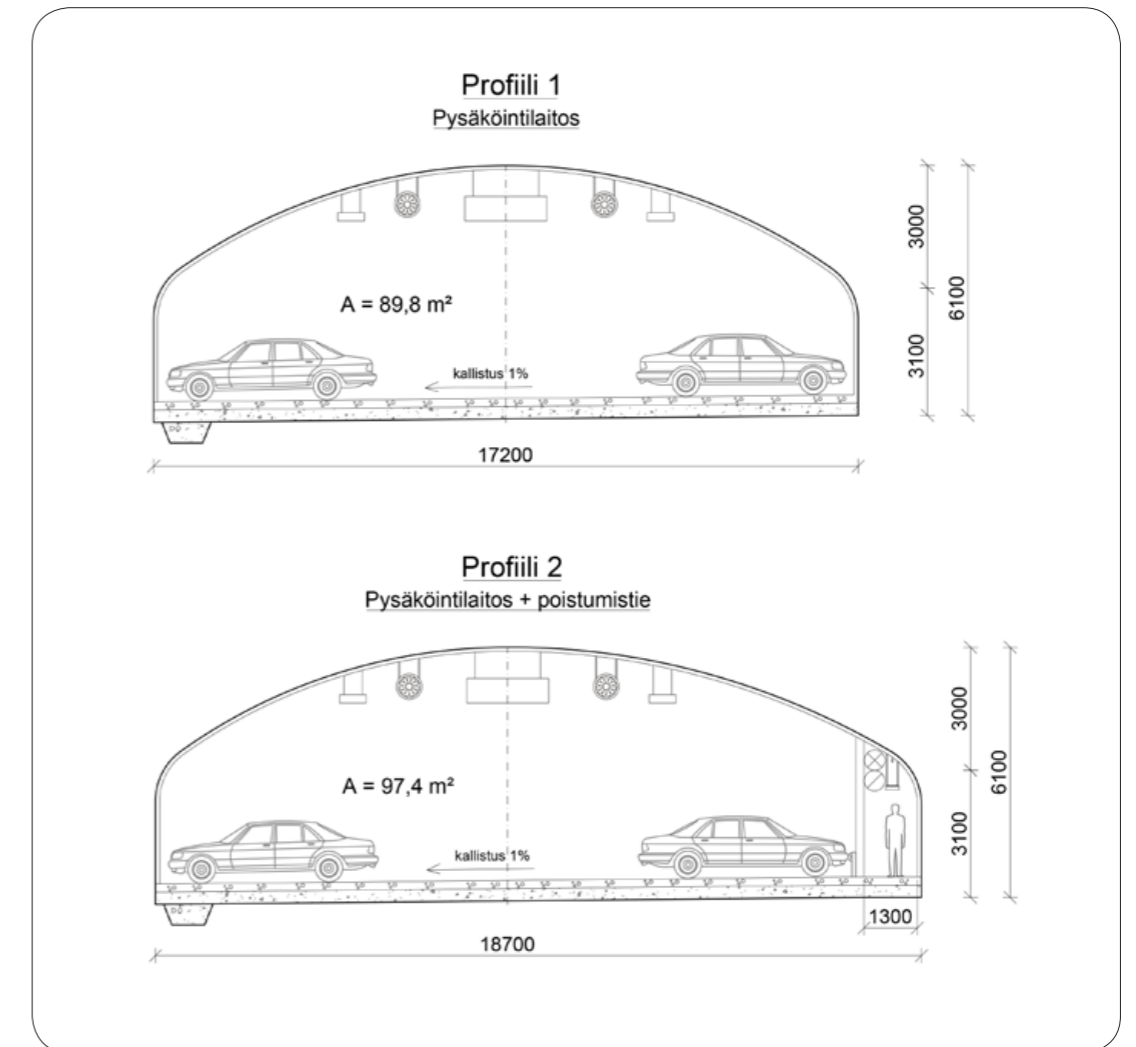 Profiili 1
Pysäköintilaitos
3000
6100
3100
A = 89,8 m²
kallistus 1%
17200
Profiili 2
Pysäköintilaitos + poistumistie
3000
6100
3100
A = 97,4 m²
kallistus 1%
1300
18700